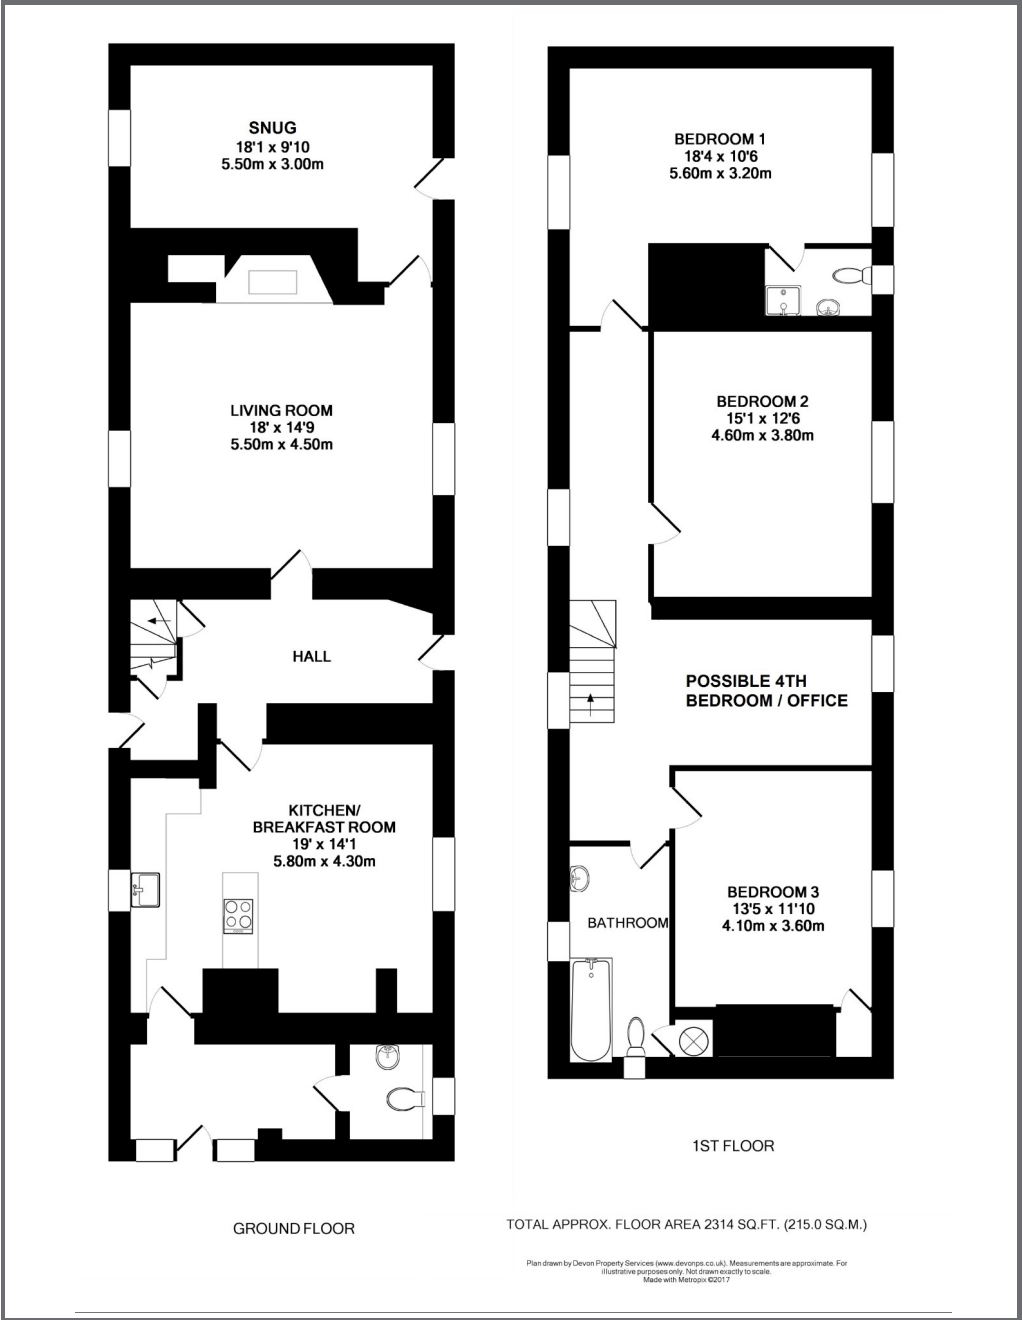 SNUG
18'1 x 9'10
5.50m x 3.00m
LIVING ROOM
18' x 14'9
5.50m x 4.50m
HALL
KITCHEN/
BREAKFAST ROOM
19' x 14'1
5.80m x 4.30m
GROUND FLOOR
BEDROOM 1
18'4 x 10'6
5.60m x 3.20m
BEDROOM 2
15'1 x 12'6
4.60m x 3.80m
POSSIBLE 4TH
BEDROOM / OFFICE
BEDROOM 3
13'5 x 11'10
4.10m x 3.60m
BATHROOM
1ST FLOOR
TOTAL APPROX. FLOOR AREA 2314 SQ.FT. (215.0 SQ.M.)
Plan drawn by Devon Property Services (www.devonps.co.uk). Measurements are approximate. For
illustrative purposes only. Not drawn exactly to scale.
Made with Metropix ©2017